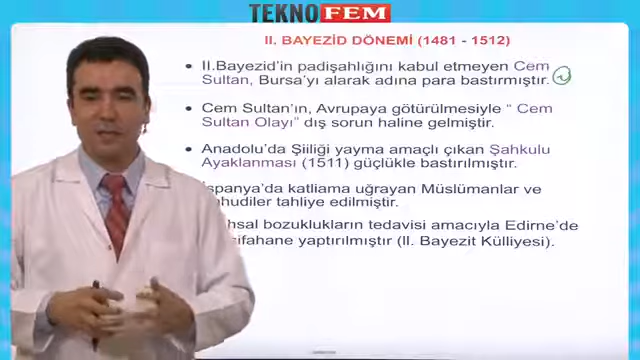 TEKNOFEM
II. BAYEZİD DÖNEMİ (1481 - 1512)
II.Bayezid'in padişahlığını kabul etmeyen Cem
Sultan, Bursa'yı alarak adına para bastırmıştır.
Cem Sultan'ın, Avrupaya götürülmesiyle " Cem
Sultan Olayı" dış sorun haline gelmiştir.
Anadolu'da Şiiliği yayma amaçlı çıkan Şahkulu
Ayaklanması (1511) güçlükle bastırılmıştır.
İspanya'da katliama uğrayan Müslümanlar ve
hudiler tahliye edilmiştir.
hsal bozuklukların tedavisi amacıyla Edirne'de
ifahane yaptırılmıştır (II. Bayezit Külliyesi).